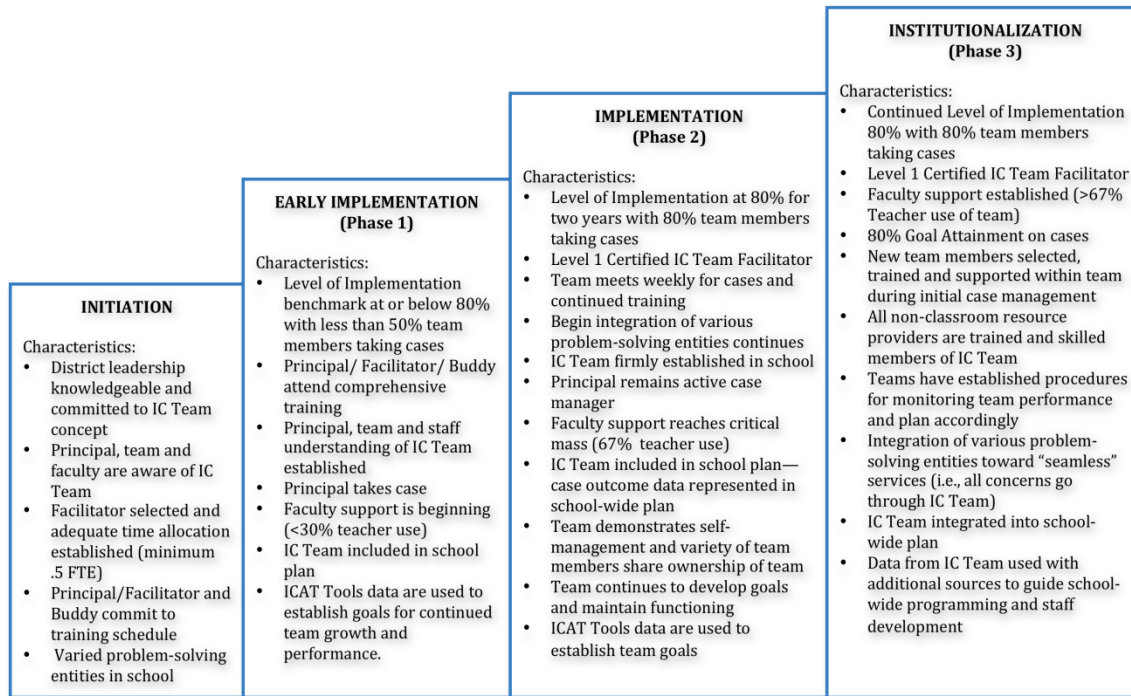 INITIATION
Characteristics:
• District leadership
knowledgeable and
committed to IC Team
concept
• Principal, team and
faculty are aware of IC
Team
• Facilitator selected and
adequate time allocation
established (minimum
.5 FTE)
• Principal/Facilitator and
Buddy commit to
training schedule
• Varied problem-solving
entities in school
EARLY IMPLEMENTATION
(Phase 1)
Characteristics:
• Level of Implementation
benchmark at or below 80%
with less than 50% team
members taking cases
• Principal/ Facilitator/ Buddy
attend comprehensive
training
• Principal, team and staff
understanding of IC Team
established
• Principal takes case
• Faculty support is beginning
(<30% teacher use)
• IC Team included in school
plan
• ICAT Tools data are used to
establish goals for continued
team growth and
performance.
IMPLEMENTATION
(Phase 2)
Characteristics:
• Level of Implementation at 80% for
two years with 80% team members
taking cases
• Level 1 Certified IC Team Facilitator
• Team meets weekly for cases and
continued training
• Begin integration of various
problem-solving entities continues
• IC Team firmly established in school
• Principal remains active case
manager
• Faculty support reaches critical
mass (67% teacher use)
• IC Team included in school plan—
case outcome data represented in
school-wide plan
• Team demonstrates self-
management and variety of team
members share ownership of team
• Team continues to develop goals
and maintain functioning
• ICAT Tools data are used to
establish team goals
INSTITUTIONALIZATION
(Phase 3)
Characteristics:
• Continued Level of Implementation
80% with 80% team members
taking cases
• Level 1 Certified IC Team Facilitator
• Faculty support established (>67%
Teacher use of team)
• 80% Goal Attainment on cases
• New team members selected,
trained and supported within team
during initial case management
• All non-classroom resource
providers are trained and skilled
members of IC Team
• Teams have established procedures
for monitoring team performance
and plan accordingly
• Integration of various problem-
solving entities toward “seamless”
services (i.e., all concerns go
through IC Team)
• IC Team integrated into school-
wide plan
• Data from IC Team used with
additional sources to guide school-
wide programming and staff
development